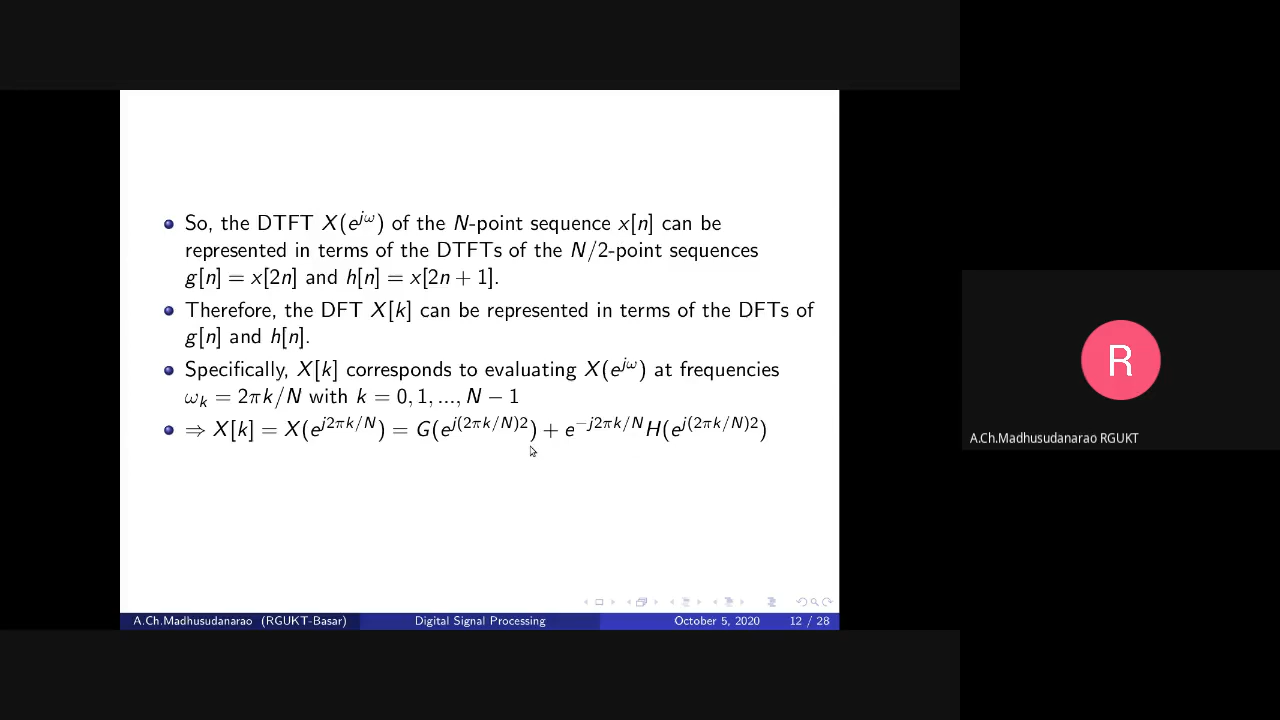 So, the DTFT X(e^{jω}) of the N-point sequence x[n] can be
represented in terms of the DTFTs of the N/2-point sequences
g[n] = x[2n] and h[n] = x[2n + 1].
Therefore, the DFT X[k] can be represented in terms of the DFTs of
g[n] and h[n].
Specifically, X[k] corresponds to evaluating X(e^{jω}) at frequencies
ω_k = 2πk/N with k = 0, 1, ..., N − 1
⇒ X[k] = X(e^{j2πk/N}) = G(e^{j(2πk/N)2}) + e^{−j2πk/N}H(e^{j(2πk/N)2})
A.Ch.Madhusudanarao (RGUKT-Basar) Digital Signal Processing October 5, 2020 12 / 28
R
A.Ch.Madhusudanarao RGUKT